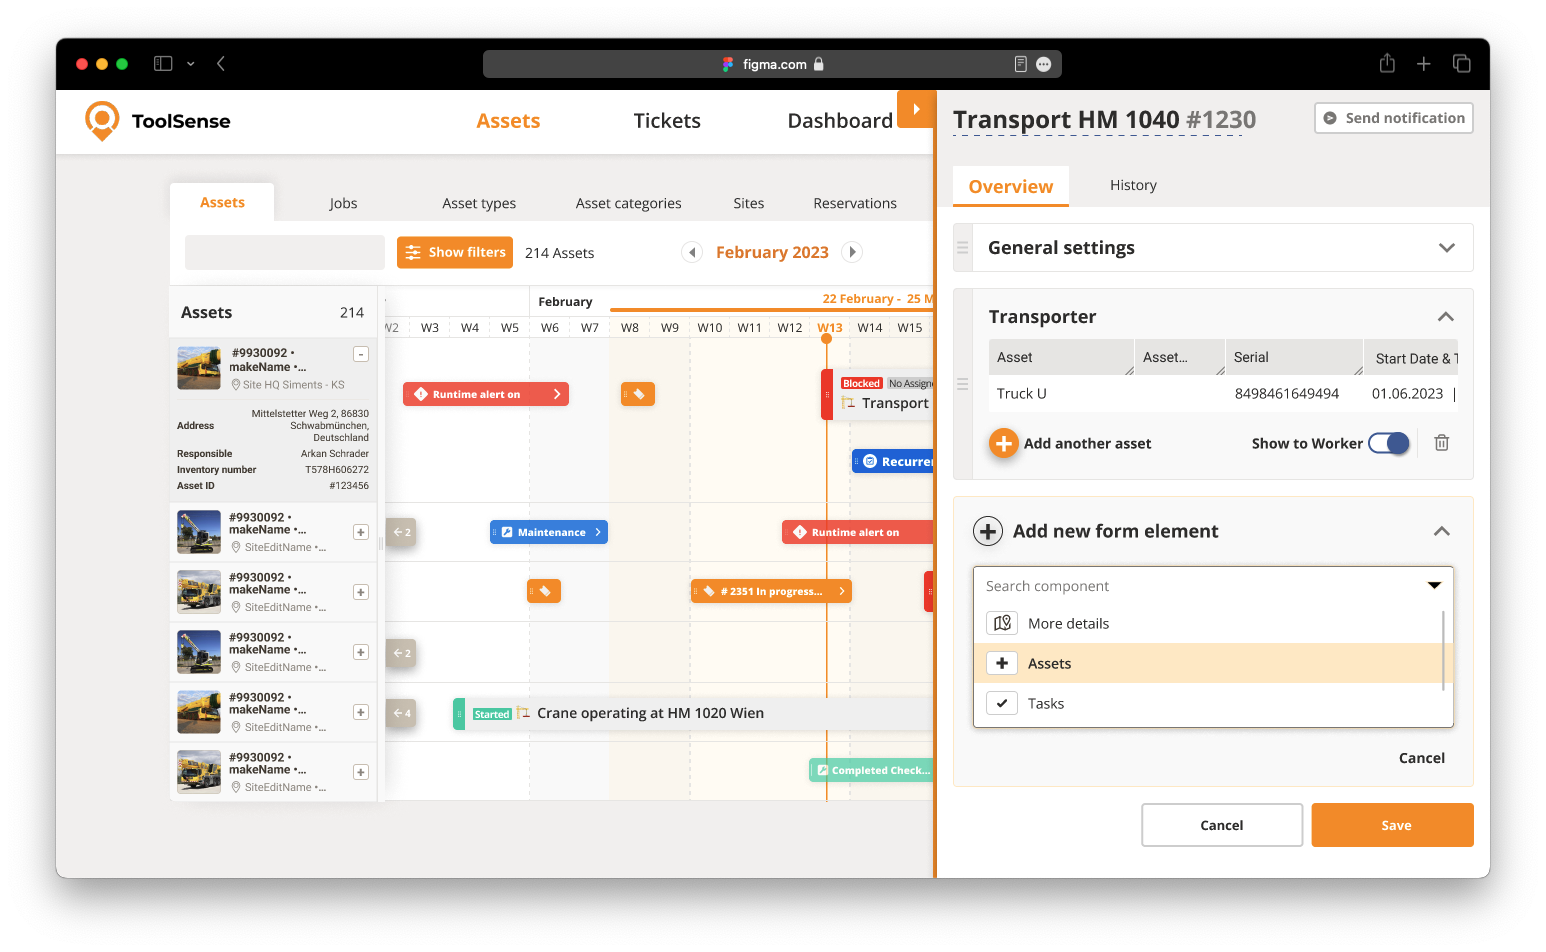 figma.com
ToolSense
Assets
Tickets
Dashboard
Transport HM 1040 #1230
Send notification
Overview
History
Assets
Jobs
Asset types
Asset categories
Sites
Reservations
Show filters
214 Assets
February 2023
General settings
Assets
214
February
22 February - 25 M
W2
W3
W4
W5
W6
W7
W8
W9
W10
W11
W12
W13
W14
W15
#9930092 •
makeName •...
Site HQ Siments - KS
Address
Mittelstetter Weg 2, 86830
Schwabmünchen,
Deutschland
Responsible
Arkan Schrader
Inventory number
T578H606272
Asset ID
#123456
Runtime alert on
Blocked
No Assigne
Transport
Recurre
#9930092 •
makeName •...
SiteEditName •...
2
Maintenance
Runtime alert on
#9930092 •
makeName •...
SiteEditName •...
# 2351 In progress...
#9930092 •
makeName •...
SiteEditName •...
2
#9930092 •
makeName •...
SiteEditName •...
4
Started
Crane operating at HM 1020 Wien
#9930092 •
makeName •...
SiteEditName •...
Completed Check...
Transporter
Asset
Asset...
Serial
Start Date & T
Truck U
8498461649494
01.06.2023 |
Add another asset
Show to Worker
Add new form element
Search component
More details
Assets
Tasks
Cancel
Cancel
Save